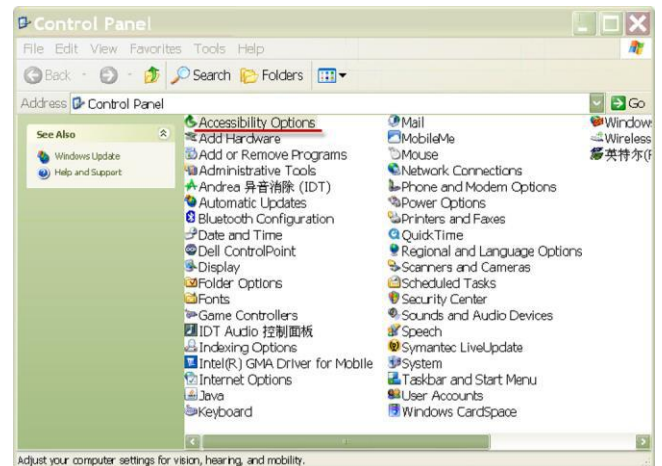 Control Panel
File Edit View Favorites Tools Help
Back Search Folders
Address Control Panel Go
See Also
Windows Update
Help and Support
Accessibility Options
Add Hardware
Add or Remove Programs
Administrative Tools
Andrea 异音消除 (IDT)
Automatic Updates
Bluetooth Configuration
Date and Time
Dell ControlPoint
Display
Folder Options
Fonts
Game Controllers
IDT Audio 控制面板
Indexing Options
Intel(R) GMA Driver for Mobile
Internet Options
Java
Keyboard
Mail
MobileMe
Mouse
Network Connections
Phone and Modem Options
Power Options
Printers and Faxes
QuickTime
Regional and Language Options
Scanners and Cameras
Scheduled Tasks
Security Center
Sounds and Audio Devices
Speech
Symantec LiveUpdate
System
Taskbar and Start Menu
User Accounts
Windows CardSpace
Window
Wireless
英特尔(
Adjust your computer settings for vision, hearing, and mobility.